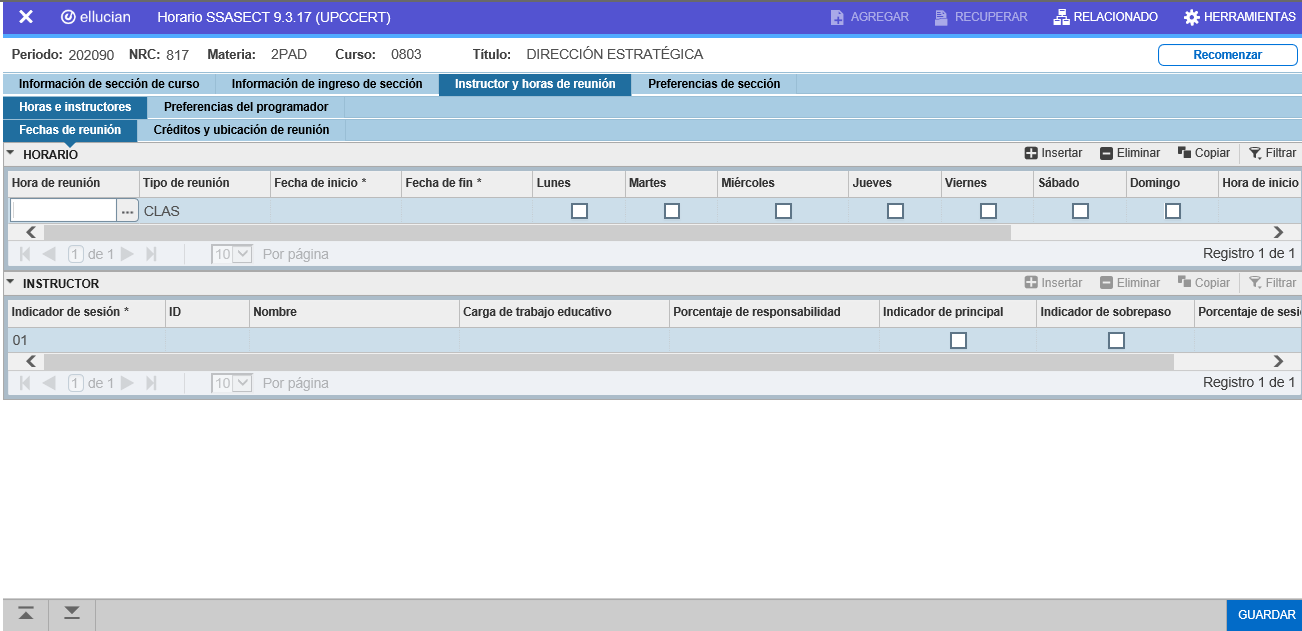 ellucian Horario SSASECT 9.3.17 (UPCCERT) AGREGAR RECUPERAR RELACIONADO HERRAMIENTAS
Periodo: 202090 NRC: 817 Materia: 2PAD Curso: 0803 Título: DIRECCIÓN ESTRATÉGICA Recomenzar
Información de sección de curso Información de ingreso de sección Instructor y horas de reunión Preferencias de sección
Horas e instructores Preferencias del programador
Fechas de reunión Créditos y ubicación de reunión
HORARIO Insertar Eliminar Copiar Filtrar
Hora de reunión Tipo de reunión Fecha de inicio * Fecha de fin * Lunes Martes Miércoles Jueves Viernes Sábado Domingo Hora de inicio
... CLAS
1 de 1 10 Por página Registro 1 de 1
INSTRUCTOR Insertar Eliminar Copiar Filtrar
Indicador de sesión * ID Nombre Carga de trabajo educativo Porcentaje de responsabilidad Indicador de principal Indicador de sobrepaso Porcentaje de sesi
01
1 de 1 10 Por página Registro 1 de 1
GUARDAR